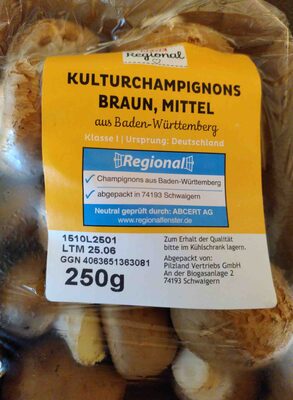 Regional
KULTURCHAMPIGNONS
BRAUN, MITTEL
aus Baden-Württemberg
Klasse I | Ursprung: Deutschland
Regional
Champignons aus Baden-Württemberg
abgepackt in 74193 Schwaigern
Neutral geprüft durch: ABCERT AG
www.regionalfenster.de
1510L2501
LTM 25.06
GGN 4063651363081
250g
Zum Erhalt der Qualität
bitte im Kühlschrank lagern.
Abgepackt von:
Pilzland Vertriebs GmbH
An der Biogasanlage 2
74193 Schwaigern